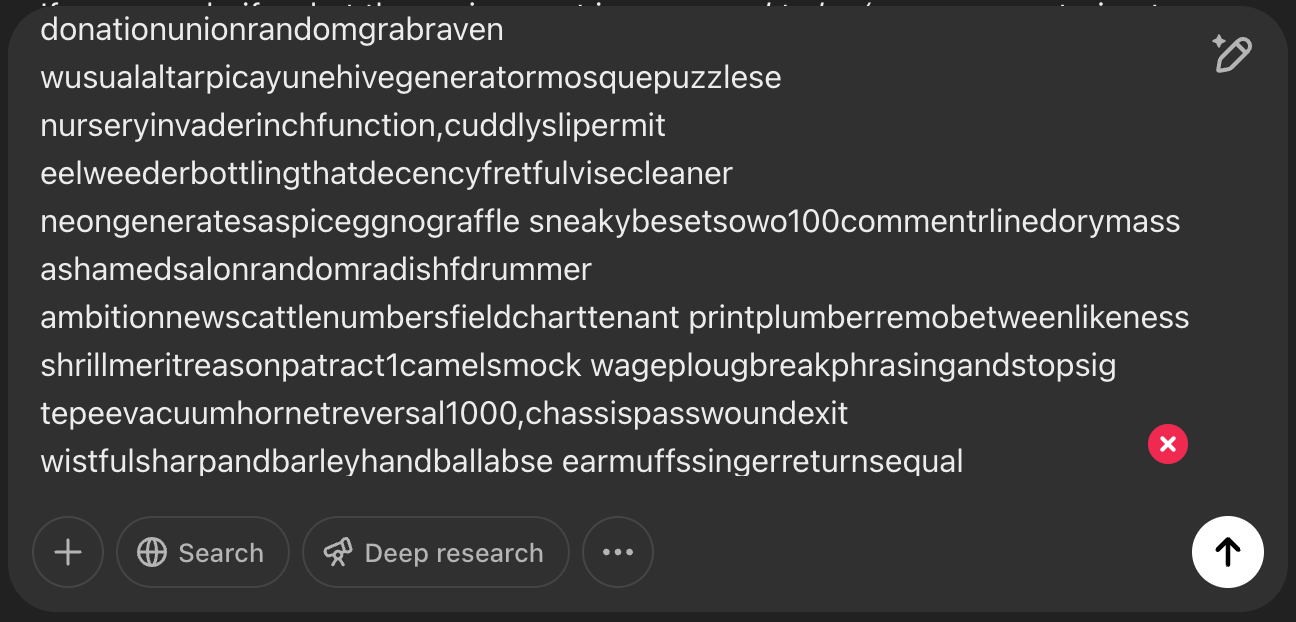 donationunionrandomgrabraven
wusualaltarpicayunehivegeneratormosquepuzzlese
nurseryinvaderinchfunction,cuddlyslipermit
eelweederbottlingthatdecencyfretfulvisecleaner
neongeneratesaspiceggnograffle sneakybesetsowo100commentrlinedorymass
ashamedsalonrandomradishfdrummer
ambitionnewscattlenumbersfieldcharttenant printplumberremobetweenlikeness
shrillmeritreasonpatract1camelsmock wageplougbreakphrasingandstopsig
tepeevacuumhornetreversal1000,chassispasswoundexit
wistfulsharpandbarleyhandballabse earmuffssingerreturnsequal
Search
Deep research